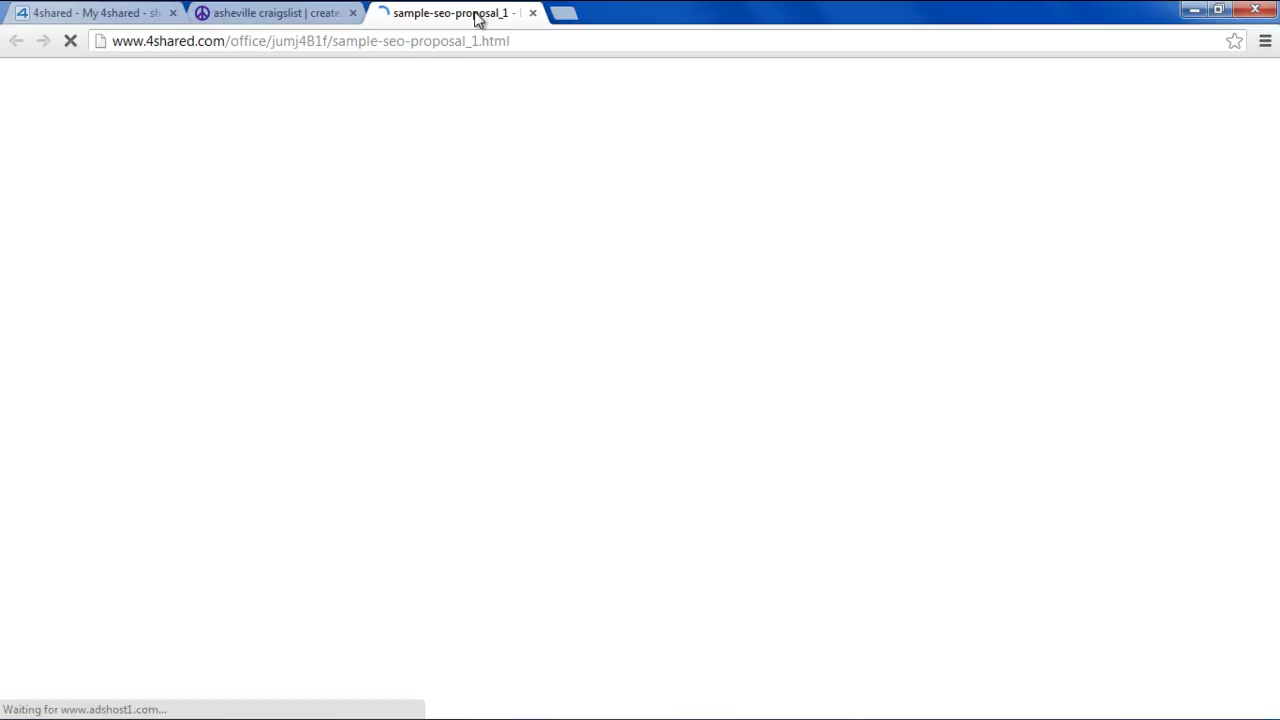 4shared - My 4shared - sh
asheville craigslist | create
sample-seo-proposal_1 -
www.4shared.com/office/jumj4B1f/sample-seo-proposal_1.html
Waiting for www.adshost1.com...